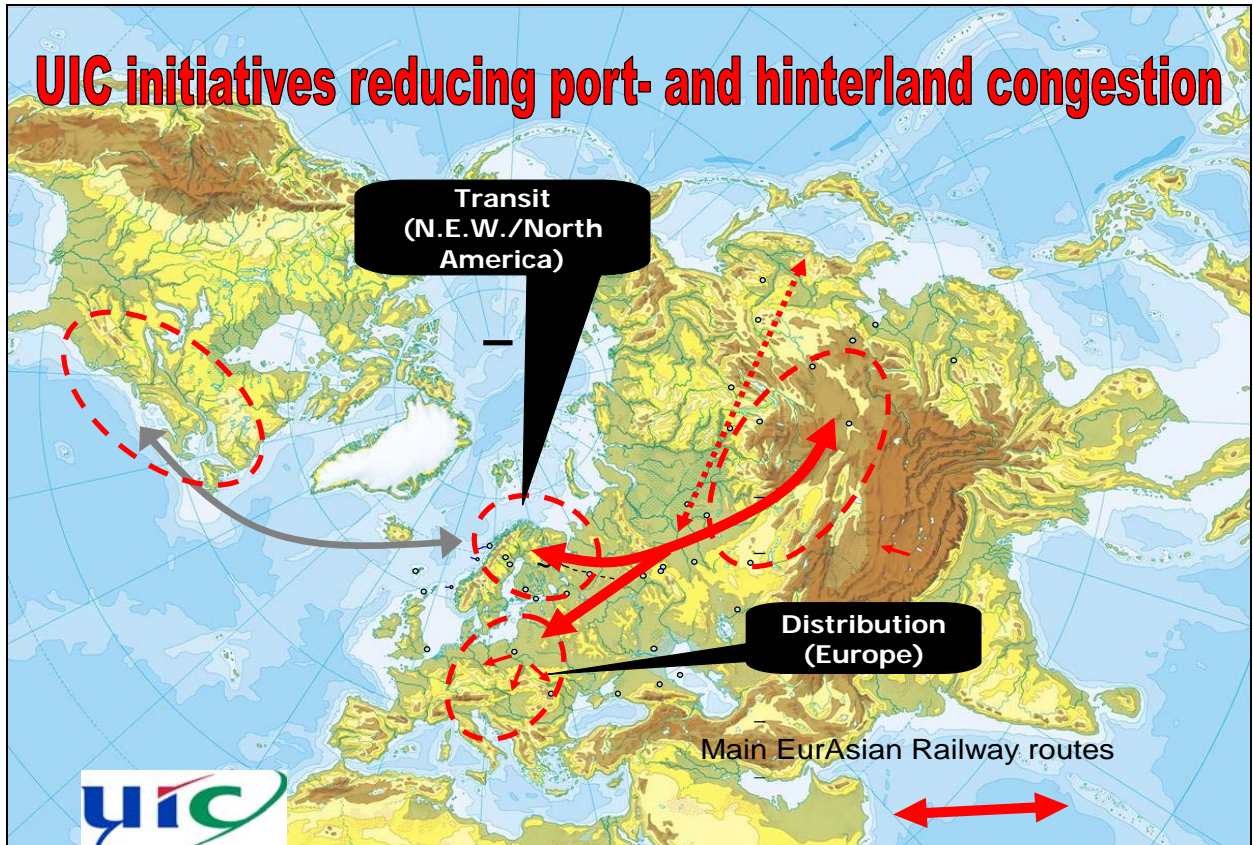 UIC initiatives reducing port- and hinterland congestion
Transit
(N.E.W./North
America)
Distribution
(Europe)
Main EurAsian Railway routes
uic